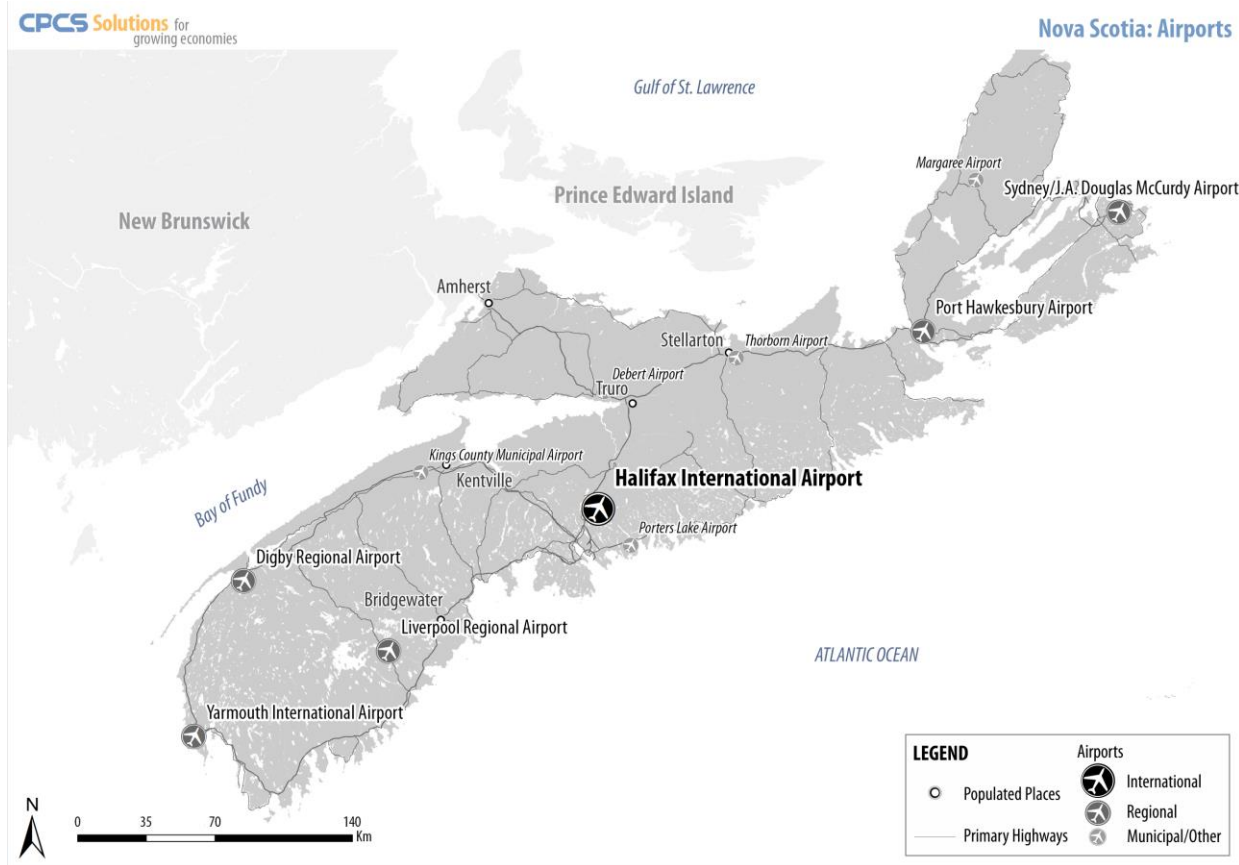 CPCS Solutions for
growing economies
Nova Scotia: Airports
Gulf of St. Lawrence
Margaree Airport
Sydney/J.A. Douglas McCurdy Airport
Prince Edward Island
New Brunswick
Amherst
Port Hawkesbury Airport
Stellarton
Thorborn Airport
Debert Airport
Truro
Kings County Municipal Airport
Kentville
Halifax International Airport
Bay of Fundy
Porters Lake Airport
Digby Regional Airport
Bridgewater
Liverpool Regional Airport
ATLANTIC OCEAN
Yarmouth International Airport
LEGEND
Populated Places
Primary Highways
Airports
International
Regional
Municipal/Other
N
0 35 70 140
Km